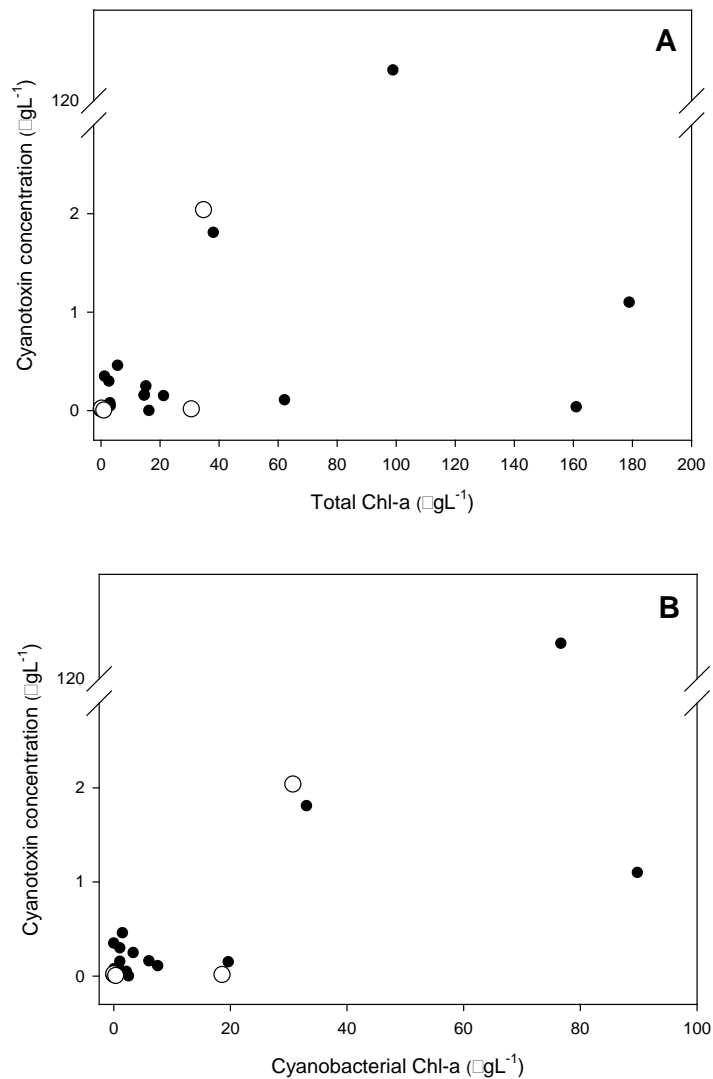 A
Cyanotoxin concentration (□gL⁻¹)
120
2
1
0
0 20 40 60 80 100 120 140 160 180 200
Total Chl-a (□gL⁻¹)
B
Cyanotoxin concentration (□gL⁻¹)
120
2
1
0
0 20 40 60 80 100
Cyanobacterial Chl-a (□gL⁻¹)